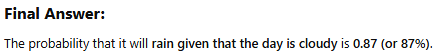 Final Answer:
The probability that it will rain given that the day is cloudy is 0.87 (or 87%).